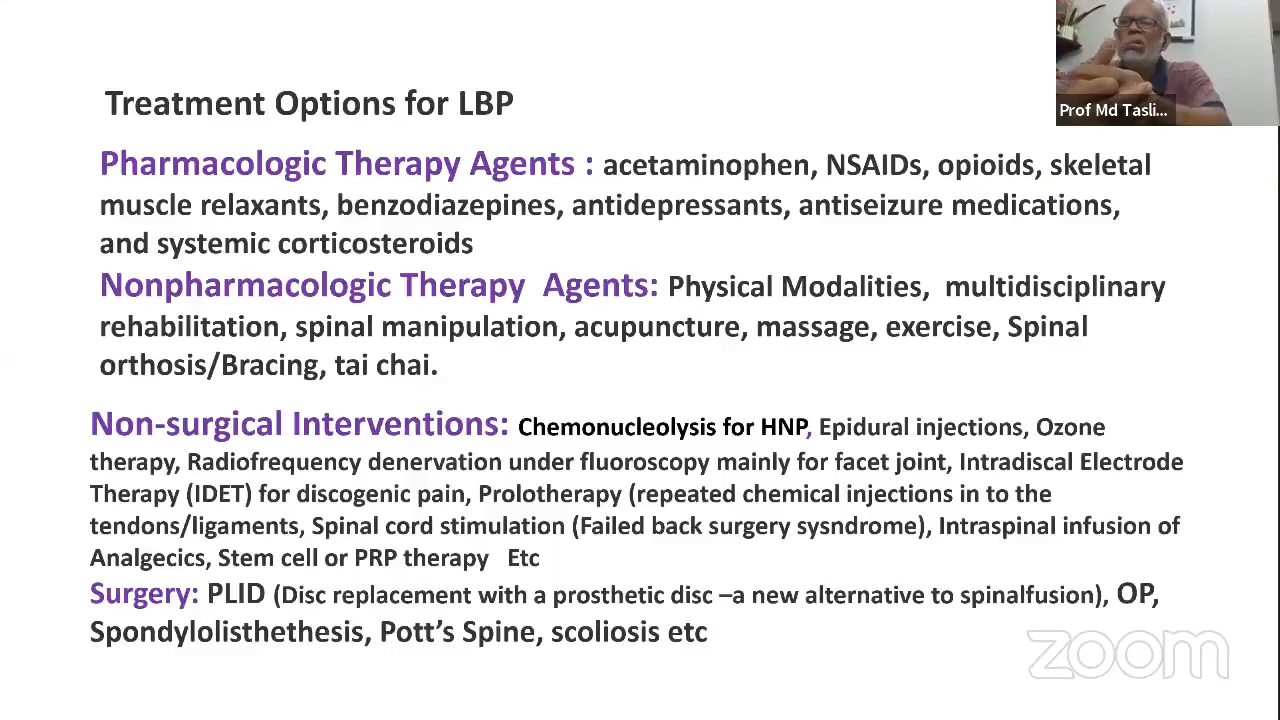 Prof Md Tasli...
Treatment Options for LBP
Pharmacologic Therapy Agents : acetaminophen, NSAIDs, opioids, skeletal
muscle relaxants, benzodiazepines, antidepressants, antiseizure medications,
and systemic corticosteroids
Nonpharmacologic Therapy Agents: Physical Modalities, multidisciplinary
rehabilitation, spinal manipulation, acupuncture, massage, exercise, Spinal
orthosis/Bracing, tai chai.
Non-surgical Interventions: Chemonucleolysis for HNP, Epidural injections, Ozone
therapy, Radiofrequency denervation under fluoroscopy mainly for facet joint, Intradiscal Electrode
Therapy (IDET) for discogenic pain, Prolotherapy (repeated chemical injections in to the
tendons/ligaments, Spinal cord stimulation (Failed back surgery sysndrome), Intraspinal infusion of
Analgecics, Stem cell or PRP therapy Etc
Surgery: PLID (Disc replacement with a prosthetic disc –a new alternative to spinalfusion), OP,
Spondylolisthethesis, Pott's Spine, scoliosis etc
zoom